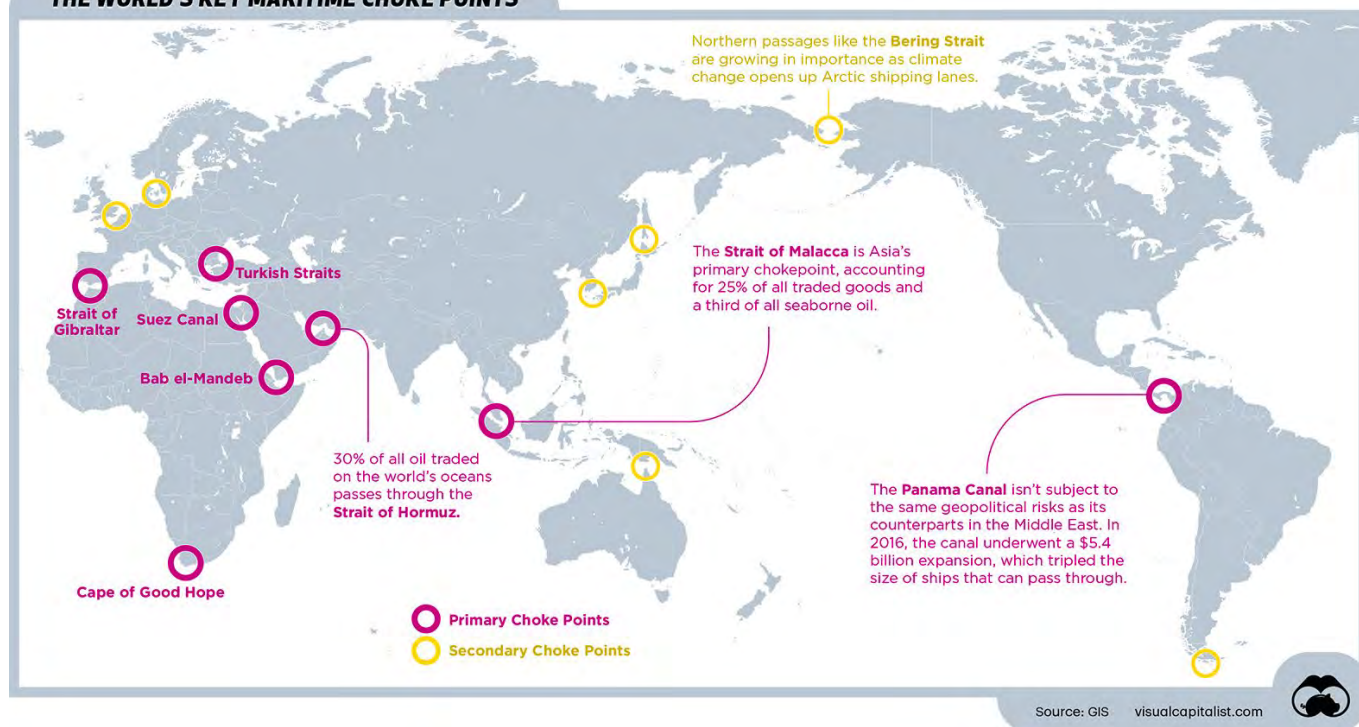 THE WORLD'S KEY MARITIME CHOKE POINTS
Northern passages like the Bering Strait
are growing in importance as climate
change opens up Arctic shipping lanes.
Turkish Straits
Strait of
Gibraltar
Suez Canal
Bab el-Mandeb
The Strait of Malacca is Asia's
primary chokepoint, accounting
for 25% of all traded goods and
a third of all seaborne oil.
30% of all oil traded
on the world's oceans
passes through the
Strait of Hormuz.
The Panama Canal isn't subject to
the same geopolitical risks as its
counterparts in the Middle East. In
2016, the canal underwent a $5.4
billion expansion, which tripled the
size of ships that can pass through.
Cape of Good Hope
Primary Choke Points
Secondary Choke Points
Source: GIS visualcapitalist.com